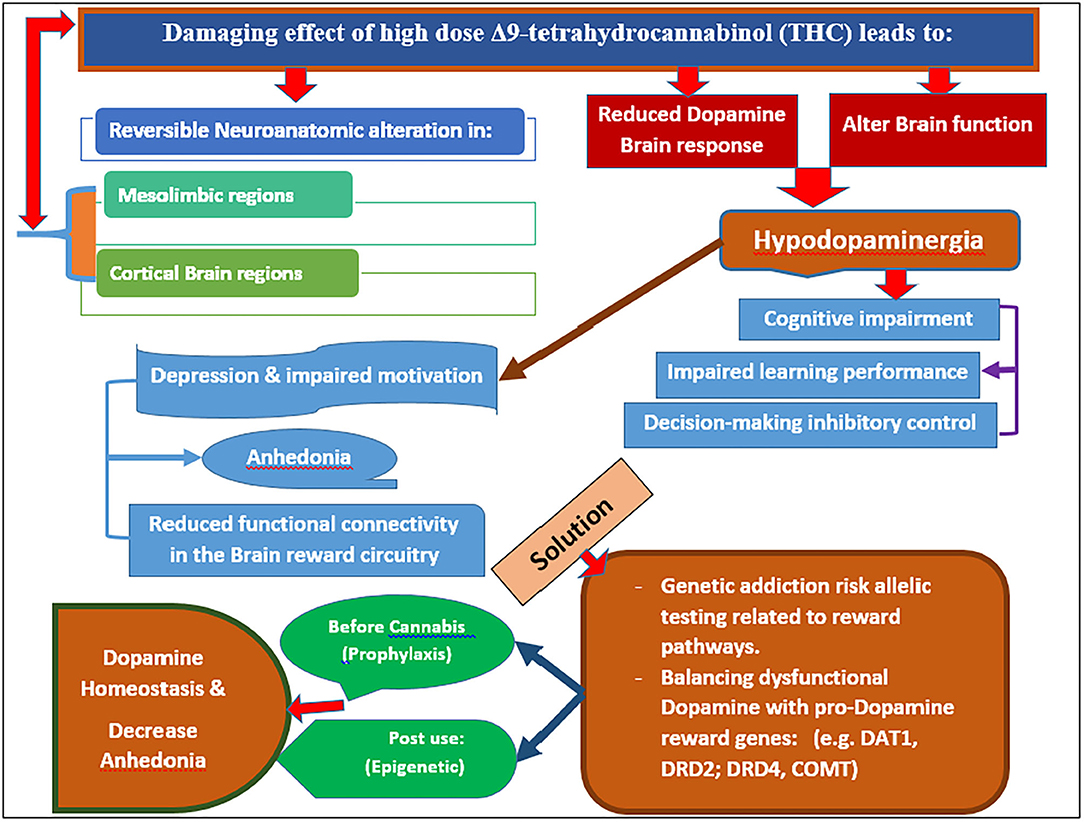 Damaging effect of high dose Δ9-tetrahydrocannabinol (THC) leads to:
Reversible Neuroanatomic alteration in:
Mesolimbic regions
Cortical Brain regions
Reduced Dopamine
Brain response
Alter Brain function
Hypodopaminergia
Cognitive impairment
Impaired learning performance
Decision-making inhibitory control
Depression & impaired motivation
Anhedonia
Reduced functional connectivity
in the Brain reward circuitry
Solution
- Genetic addiction risk allelic
testing related to reward
pathways.
- Balancing dysfunctional
Dopamine with pro-Dopamine
reward genes: (e.g. DAT1,
DRD2; DRD4, COMT)
Before Cannabis
(Prophylaxis)
Post use:
(Epigenetic)
Dopamine
Homeostasis &
Decrease
Anhedonia